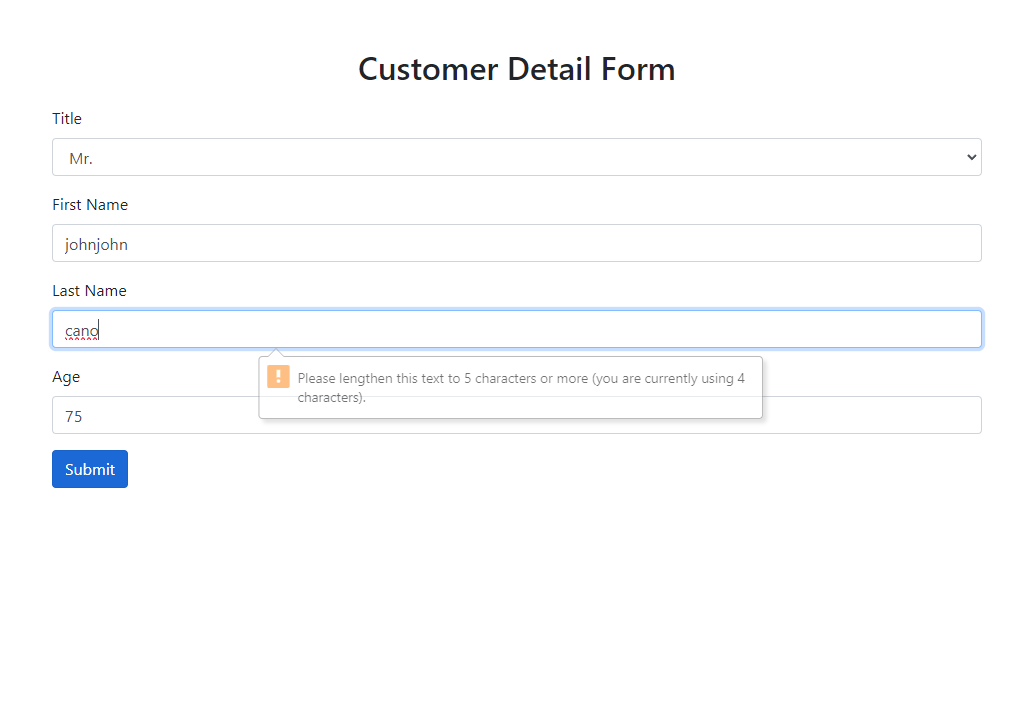 Customer Detail Form
Title
Mr.
First Name
johnjohn
Last Name
cano
Age
Please lengthen this text to 5 characters or more (you are currently using 4
characters).
75
Submit